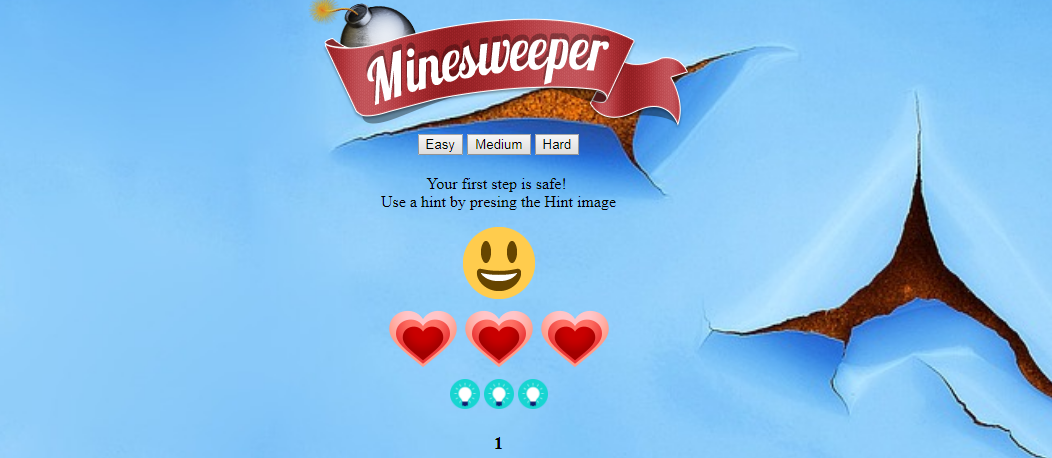 Minesweeper
Easy Medium Hard
Your first step is safe!
Use a hint by presing the Hint image
1